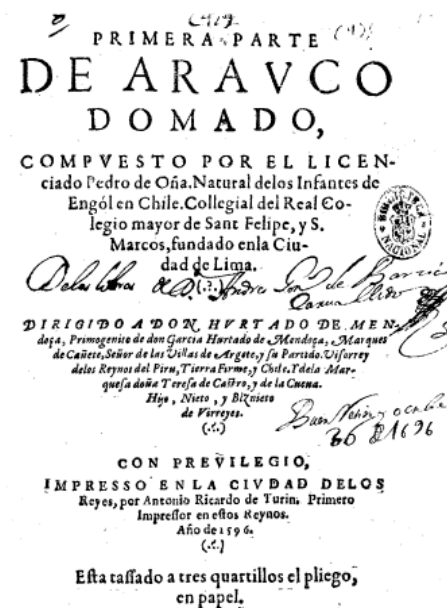 PRIMERA PARTE
DE ARAVCO
DOMADO,
COMPVESTO POR EL LICEN-
ciado Pedro de Oña. Natural delos Infantes de
Engól en Chile. Collegial del Real Co-
legio mayor de Sant Felipe, y S.
Marcos, fundado enla Ciu-
dad de Lima.
(.?.)
DIRIGIDO A DON HVRTADO DE MEN-
doça, Primogenito de don Garcia Hurtado de Mendoça, Marques
de Cañete, Señor de las Villas de Argete, y su Partido. Visorrey
delos Reynos del Piru, Tierra Firme, y Chile. Y dela Mar-
quesa doña Teresa de Castro, y de la Cueua.
Hijo, Nieto, y Biznieto
de Virreyes.
(.?.)
1696
CON PREVILEGIO,
IMPRESSO EN LA CIVDAD DELOS
Reyes, por Antonio Ricardo de Turin. Primero
Impressor en estos Reynos.
Año de 1596.
(.?.)
Esta tassado a tres quartillos el pliego,
en papel.